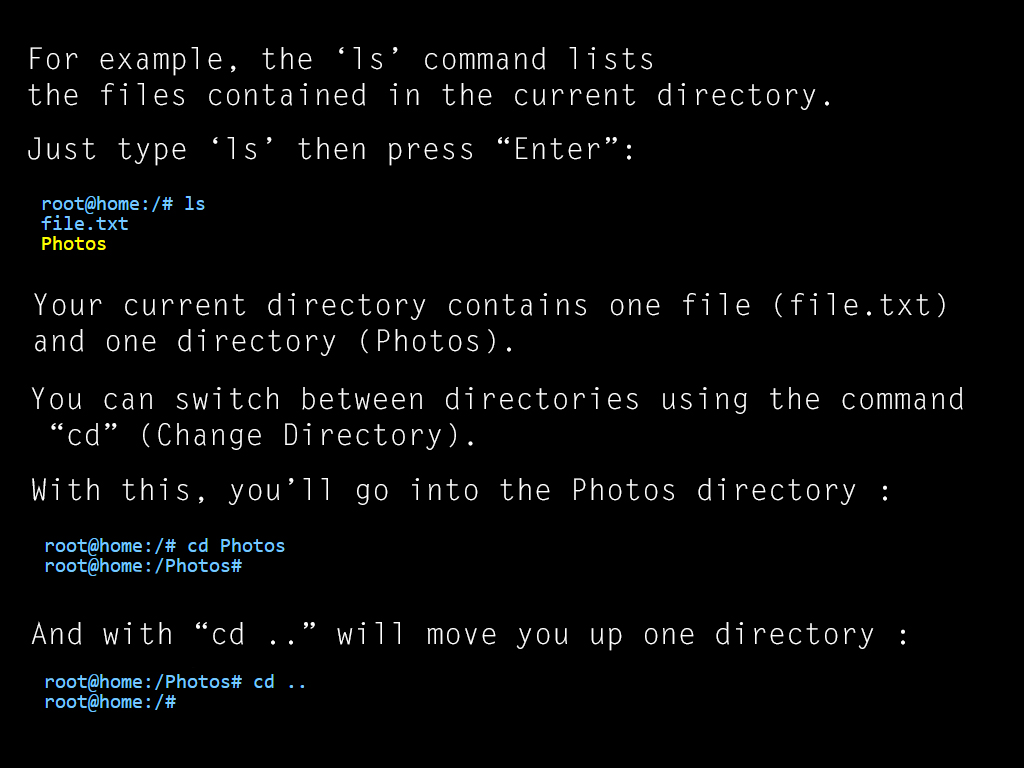 For example, the ‘ls’ command lists
the files contained in the current directory.
Just type ‘ls’ then press “Enter”:
root@home:/# ls
file.txt
Photos
Your current directory contains one file (file.txt)
and one directory (Photos).
You can switch between directories using the command
“cd” (Change Directory).
With this, you’ll go into the Photos directory :
root@home:/# cd Photos
root@home:/Photos#
And with “cd ..” will move you up one directory :
root@home:/Photos# cd ..
root@home:/#